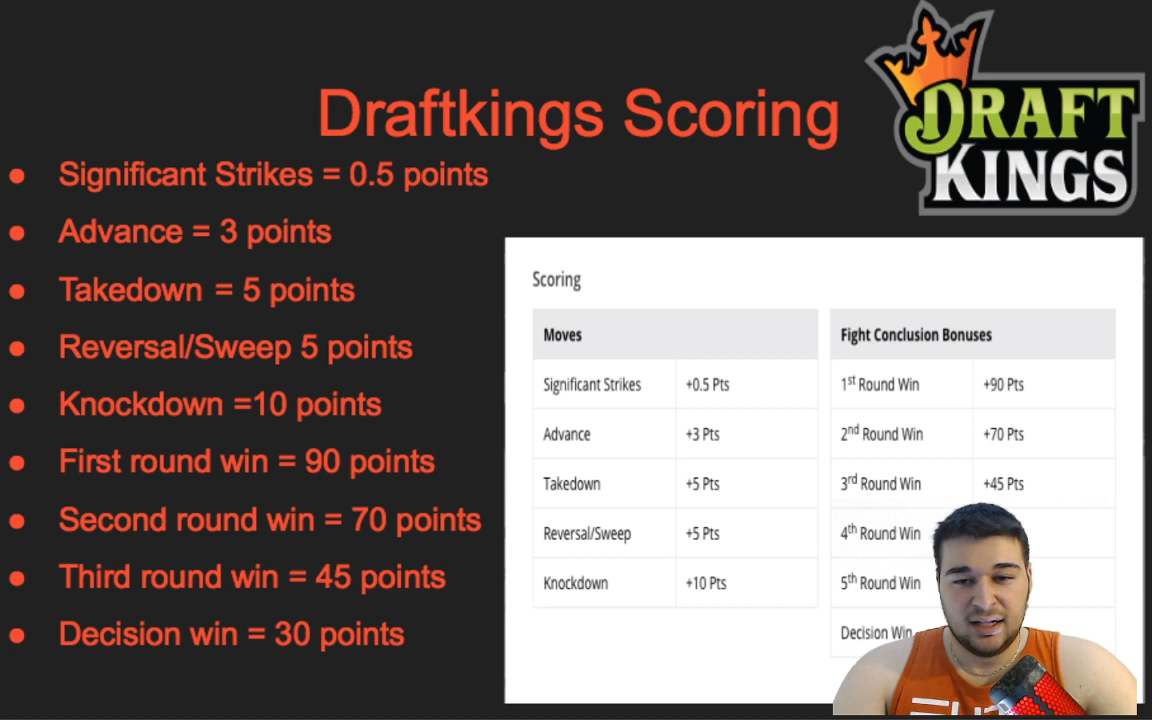 Draftkings Scoring
DRAFT
KINGS
Significant Strikes = 0.5 points
Advance = 3 points
Takedown = 5 points
Reversal/Sweep 5 points
Knockdown =10 points
First round win = 90 points
Second round win = 70 points
Third round win = 45 points
Decision win = 30 points
Scoring
Moves
Significant Strikes +0.5 Pts
Advance +3 Pts
Takedown +5 Pts
Reversal/Sweep +5 Pts
Knockdown +10 Pts
Fight Conclusion Bonuses
1st Round Win +90 Pts
2nd Round Win +70 Pts
3rd Round Win +45 Pts
4th Round Win
5th Round Win
Decision Win